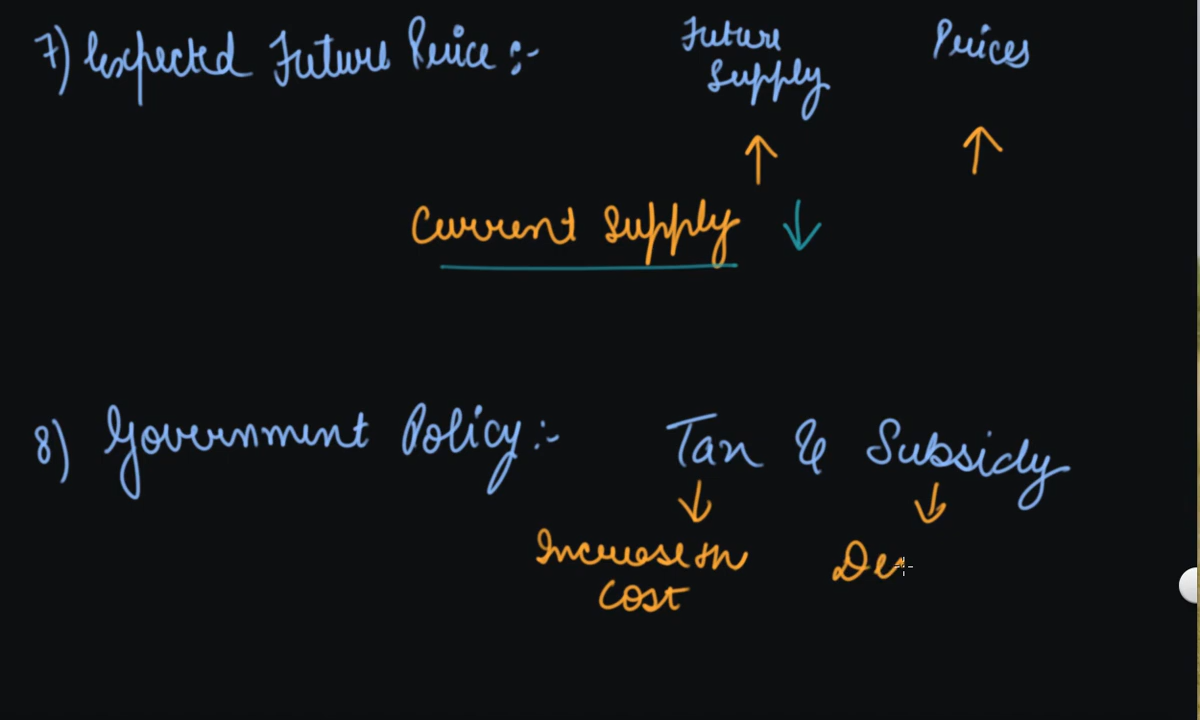 7) Expected Future Price :- Future Supply Prices
↑ ↑
Current Supply ↓
8) Government Policy :- Tax & Subsidy
↓ ↓
Increase in Cost De